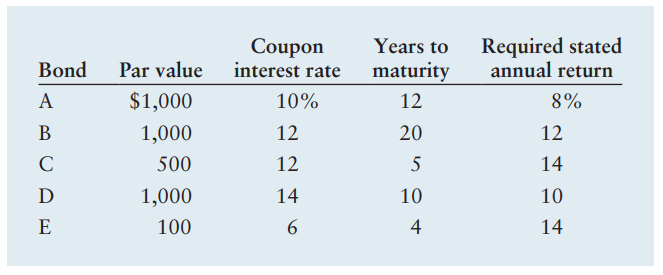 Coupon Years to Required stated
Bond Par value interest rate maturity annual return
A $1,000 10% 12 8%
B 1,000 12 20 12
C 500 12 5 14
D 1,000 14 10 10
E 100 6 4 14